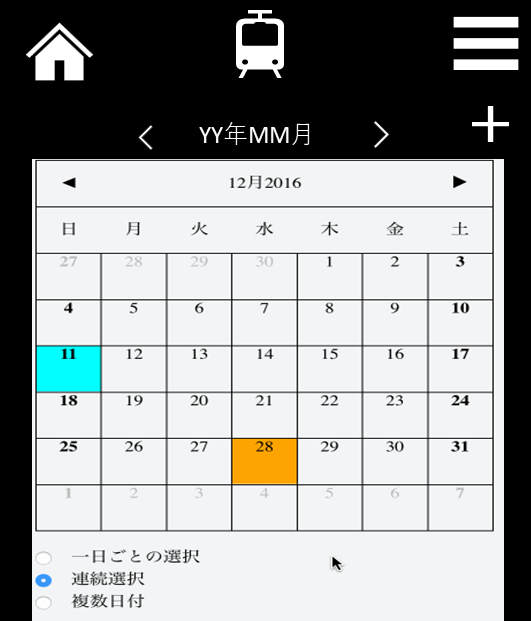 YY年MM月
12月2016
日 月 火 水 木 金 土
27 28 29 30 1 2 3
4 5 6 7 8 9 10
11 12 13 14 15 16 17
18 19 20 21 22 23 24
25 26 27 28 29 30 31
1 2 3 4 5 6 7
一日ごとの選択
連続選択
複数日付